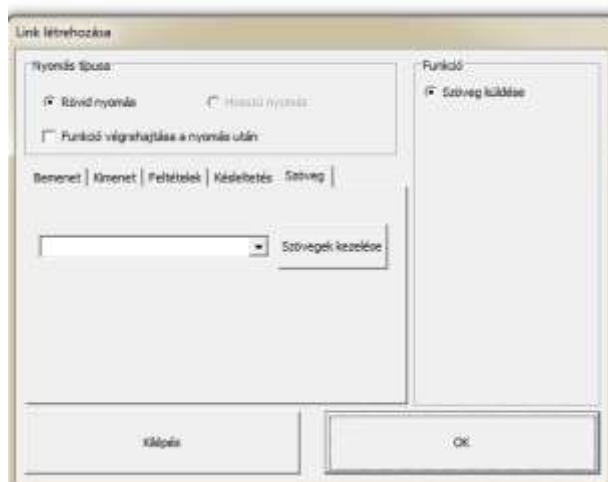 Link létrehozása
Nyomás típusa
Rövid nyomás
Hosszú nyomás
Funkció végrehajtása a nyomás után
Funkció
Szöveg küldése
Bemenet Kimenet Feltételek Késleltetés Szöveg
Szövegek kezelése
Kilépés
OK